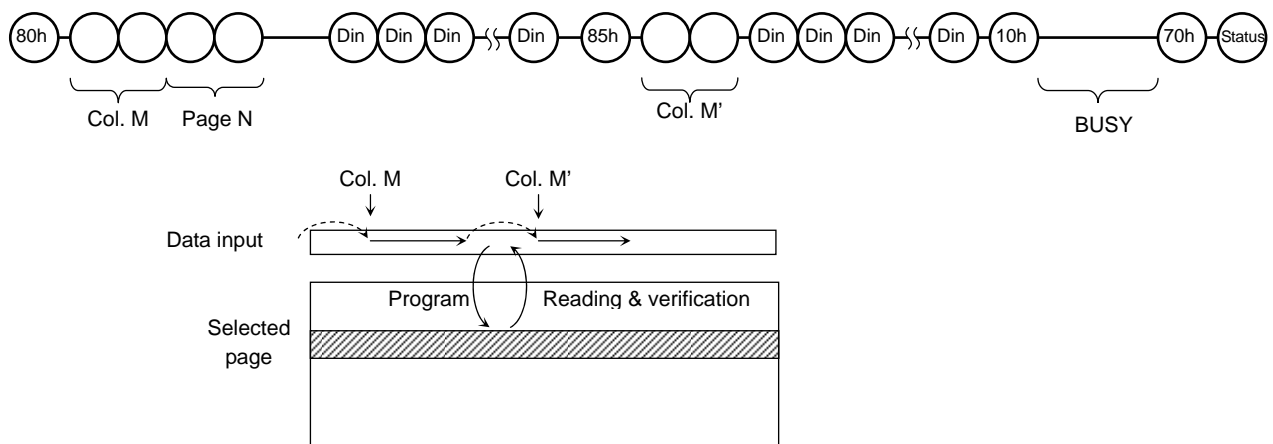 80h Din Din Din Din 85h Din Din Din Din 10h 70h Status
Col. M Page N Col. M' BUSY
Col. M Col. M'
Data input
Program Reading & verification
Selected
page